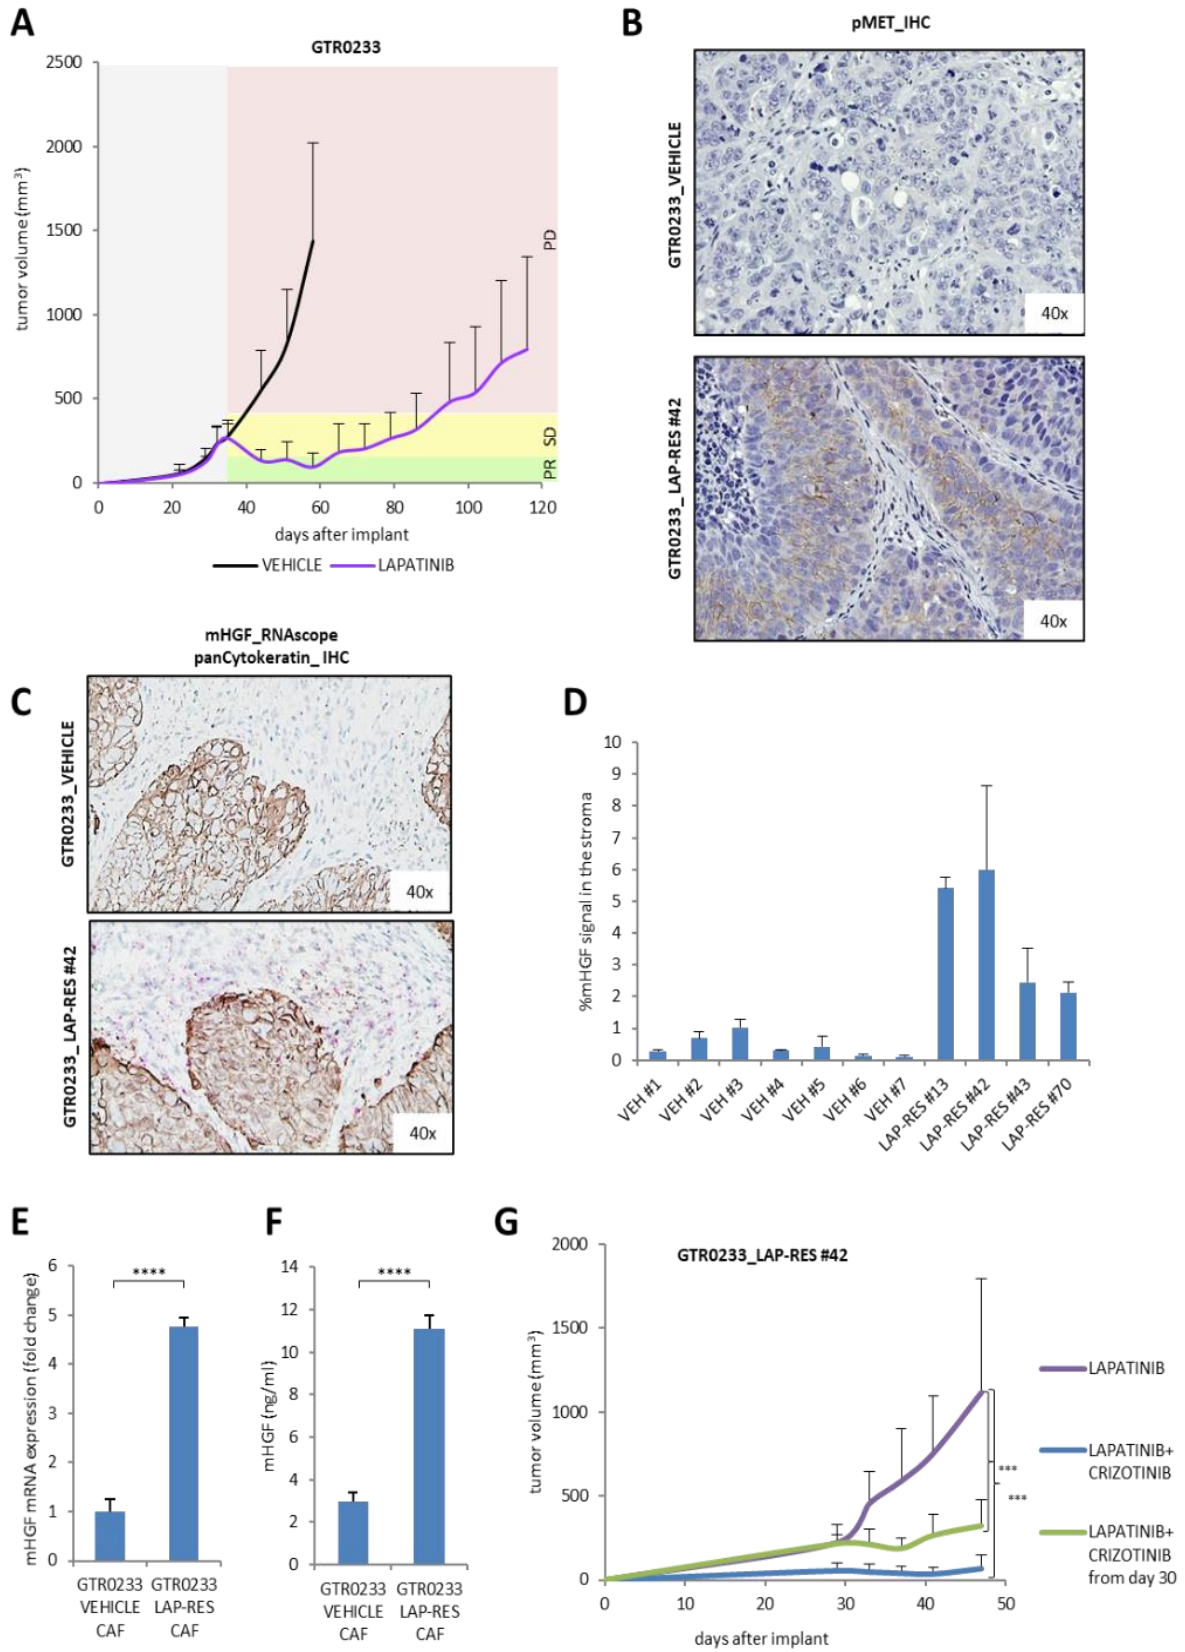 A
GTR0233
2500
2000
1500
1000
500
0
tumor volume (mm³)
PD
SD
PR
0 20 40 60 80 100 120
days after implant
VEHICLE LAPATINIB
B
pMET_IHC
GTR0233_VEHICLE
40x
GTR0233_ LAP-RES #42
40x
C
mHGF_RNAscope
panCytokeratin_ IHC
GTR0233_VEHICLE
40x
GTR0233_ LAP-RES #42
40x
D
10
9
8
7
6
5
4
3
2
1
0
%mHGF signal in the stroma
VEH #1
VEH #2
VEH #3
VEH #4
VEH #5
VEH #6
VEH #7
LAP-RES #13
LAP-RES #42
LAP-RES #43
LAP-RES #70
E
6
5
4
3
2
1
0
mHGF mRNA expression (fold change)
****
GTR0233 GTR0233
VEHICLE LAP-RES
CAF CAF
F
14
12
10
8
6
4
2
0
mHGF (ng/ml)
****
GTR0233 GTR0233
VEHICLE LAP-RES
CAF CAF
G
GTR0233_LAP-RES #42
2000
1500
1000
500
0
tumor volume (mm³)
0 10 20 30 40 50
days after implant
***
***
LAPATINIB
LAPATINIB+
CRIZOTINIB
LAPATINIB+
CRIZOTINIB
from day 30